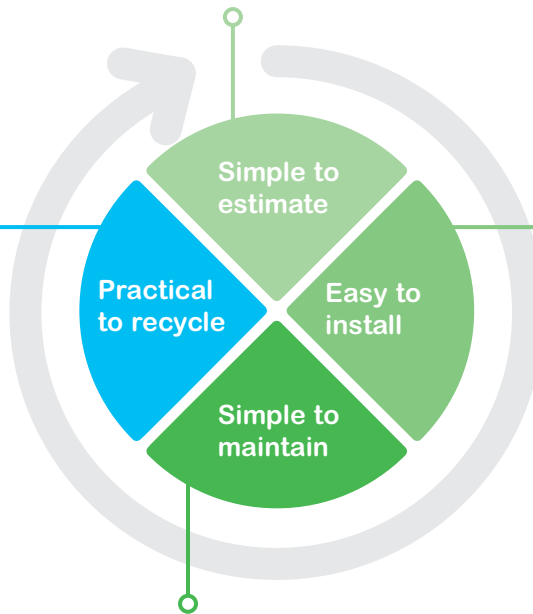 Simple to
estimate
Practical
to recycle
Easy to
install
Simple to
maintain